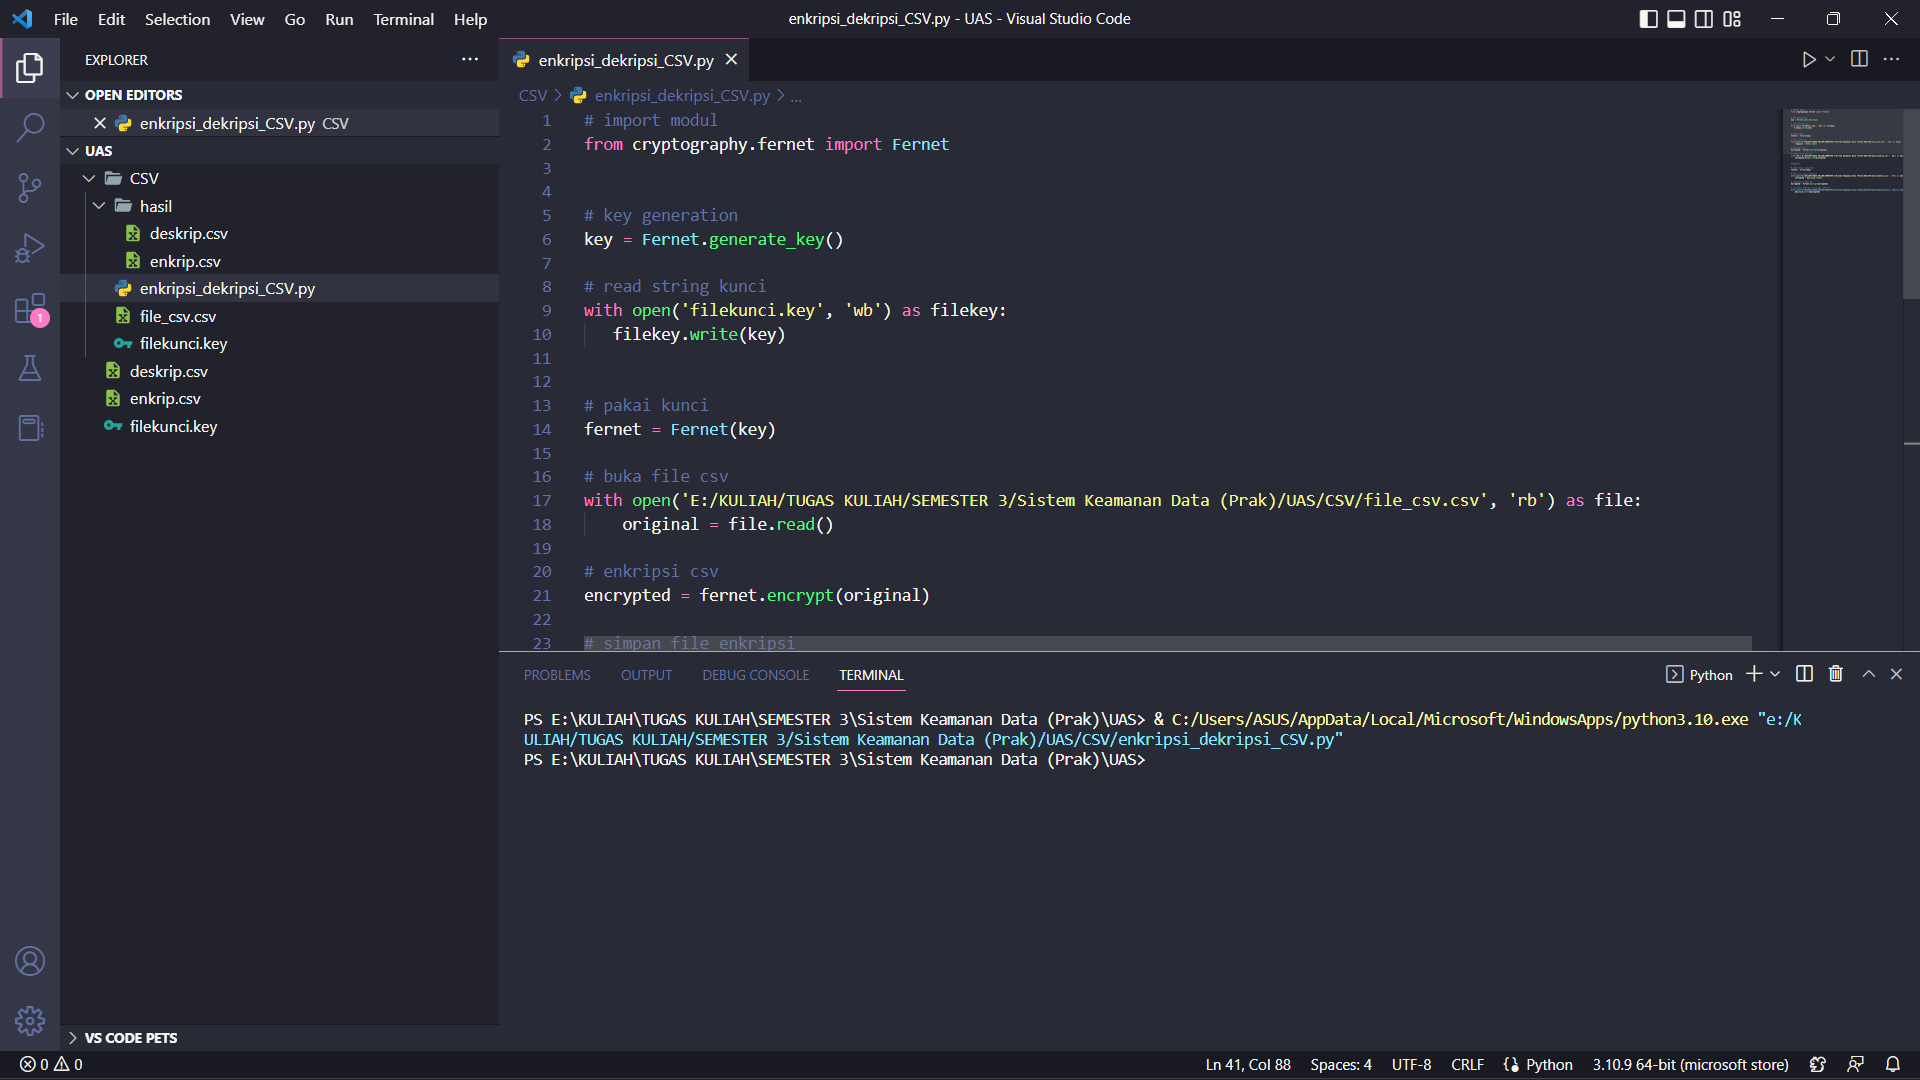 File Edit Selection View Go Run Terminal Help
enkripsi_dekripsi_CSV.py - UAS - Visual Studio Code
EXPLORER
OPEN EDITORS
enkripsi_dekripsi_CSV.py CSV
UAS
CSV
hasil
deskrip.csv
enkrip.csv
enkripsi_dekripsi_CSV.py
file_csv.csv
filekunci.key
deskrip.csv
enkrip.csv
filekunci.key
1
VS CODE PETS
enkripsi_dekripsi_CSV.py
CSV > enkripsi_dekripsi_CSV.py > ...
1 # import modul
2 from cryptography.fernet import Fernet
3
4
5 # key generation
6 key = Fernet.generate_key()
7
8 # read string kunci
9 with open('filekunci.key', 'wb') as filekey:
10 filekey.write(key)
11
12
13 # pakai kunci
14 fernet = Fernet(key)
15
16 # buka file csv
17 with open('E:/KULIAH/TUGAS KULIAH/SEMESTER 3/Sistem Keamanan Data (Prak)/UAS/CSV/file_csv.csv', 'rb') as file:
18 original = file.read()
19
20 # enkripsi csv
21 encrypted = fernet.encrypt(original)
22
23 # simpan file enkripsi
PROBLEMS OUTPUT DEBUG CONSOLE TERMINAL
Python
PS E:\KULIAH\TUGAS KULIAH\SEMESTER 3\Sistem Keamanan Data (Prak)\UAS> & C:/Users/ASUS/AppData/Local/Microsoft/WindowsApps/python3.10.exe "e:/K
ULIAH/TUGAS KULIAH/SEMESTER 3/Sistem Keamanan Data (Prak)/UAS/CSV/enkripsi_dekripsi_CSV.py"
PS E:\KULIAH\TUGAS KULIAH\SEMESTER 3\Sistem Keamanan Data (Prak)\UAS>
0 0
Ln 41, Col 88 Spaces: 4 UTF-8 CRLF Python 3.10.9 64-bit (microsoft store)